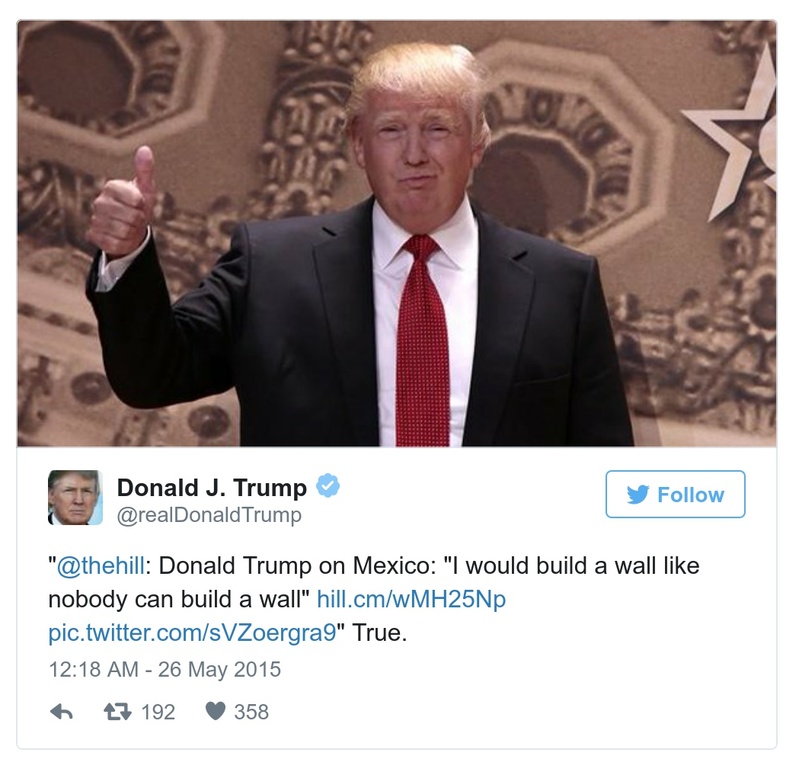 Donald J. Trump
@realDonaldTrump
Follow
"@thehill: Donald Trump on Mexico: "I would build a wall like
nobody can build a wall" hill.cm/wMH25Np
pic.twitter.com/sVZoergra9" True.
12:18 AM - 26 May 2015
192
358